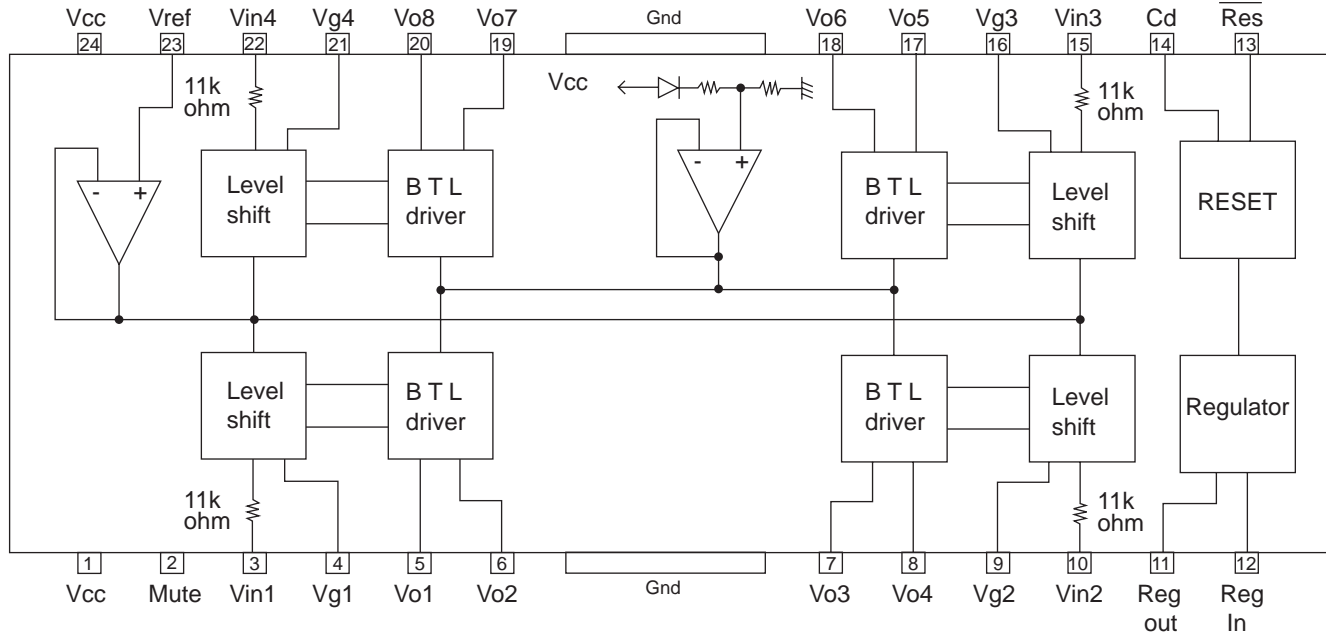 Vcc Vref Vin4 Vg4 Vo8 Vo7 Gnd Vo6 Vo5 Vg3 Vin3 Cd Res
24 23 22 21 20 19 18 17 16 15 14 13
11k
ohm
Vcc
11k
ohm
- +
Level
shift
B T L
driver
- +
B T L
driver
Level
shift
RESET
Level
shift
B T L
driver
B T L
driver
Level
shift
Regulator
11k
ohm
11k
ohm
1 2 3 4 5 6 7 8 9 10 11 12
Vcc Mute Vin1 Vg1 Vo1 Vo2 Gnd Vo3 Vo4 Vg2 Vin2 Reg Reg
out In